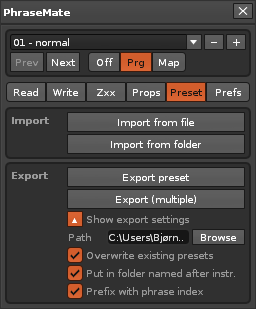 PhraseMate
01 - normal
Prev Next Off Prg Map
Read Write Zxx Props Preset Prefs
Import Import from file
Import from folder
Export Export preset
Export (multiple)
Show export settings
Path C:\Users\Bjørn.. Browse
Overwrite existing presets
Put in folder named after instr.
Prefix with phrase index